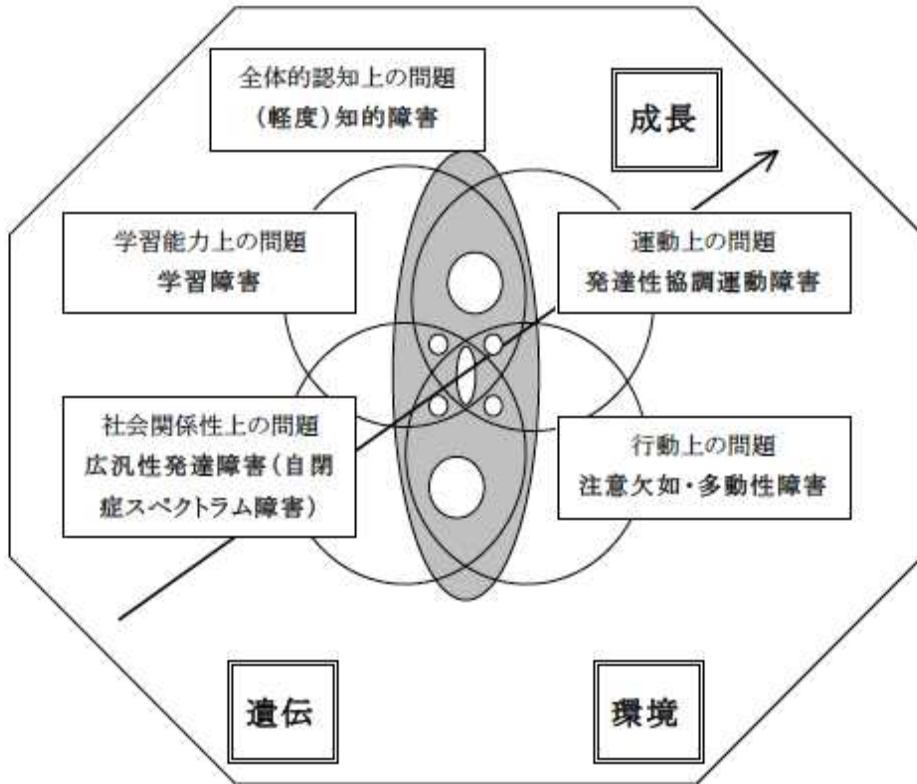 全体的認知上の問題
(軽度)知的障害
成長
学習能力上の問題
学習障害
運動上の問題
発達性協調運動障害
社会関係性上の問題
広汎性発達障害(自閉
症スペクトラム障害)
行動上の問題
注意欠如・多動性障害
遺伝
環境